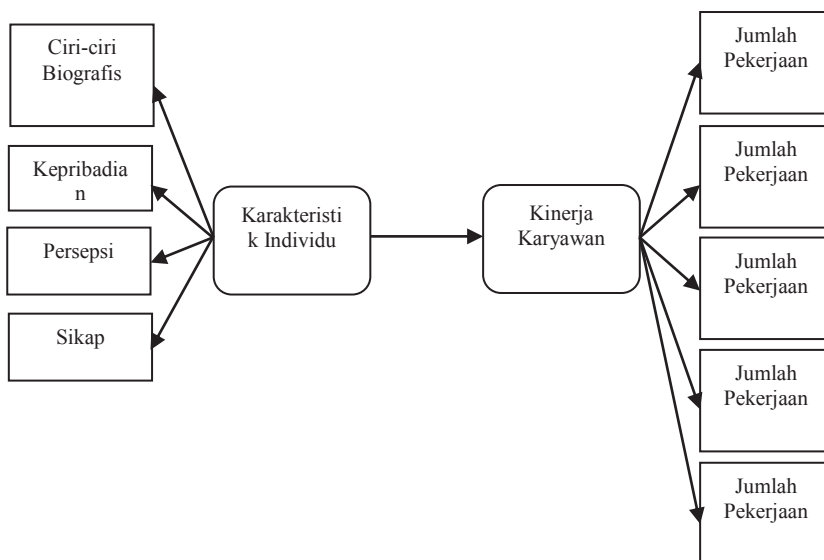 Ciri-ciri
Biografis
Kepribadia
n
Persepsi
Sikap
Karakteristi
k Individu
Kinerja
Karyawan
Jumlah
Pekerjaan
Jumlah
Pekerjaan
Jumlah
Pekerjaan
Jumlah
Pekerjaan
Jumlah
Pekerjaan